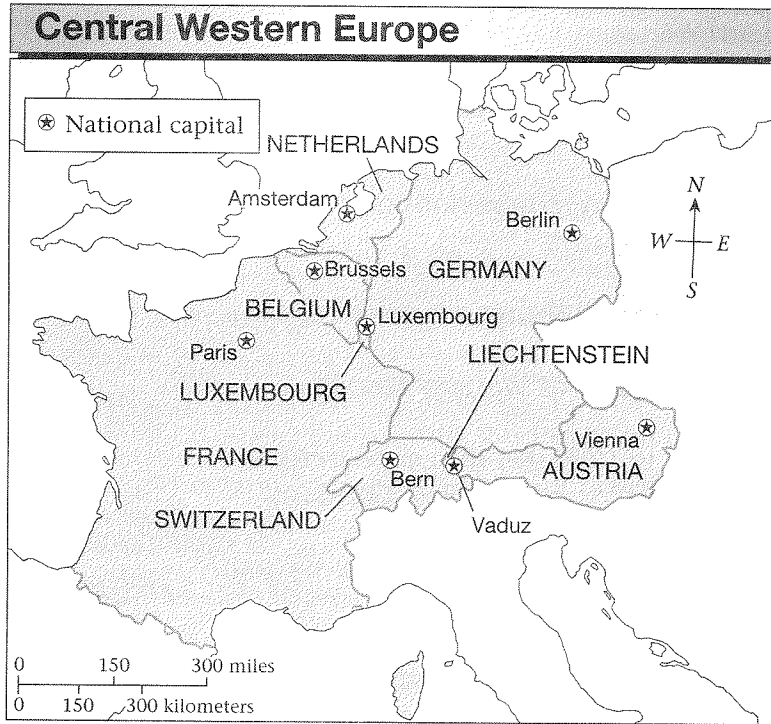 Central Western Europe
National capital
NETHERLANDS
Amsterdam
N
W E
S
Berlin
Brussels
GERMANY
BELGIUM
Luxembourg
Paris
LIECHTENSTEIN
LUXEMBOURG
Vienna
FRANCE
Bern
AUSTRIA
SWITZERLAND
Vaduz
0 150 300 miles
0 150 300 kilometers